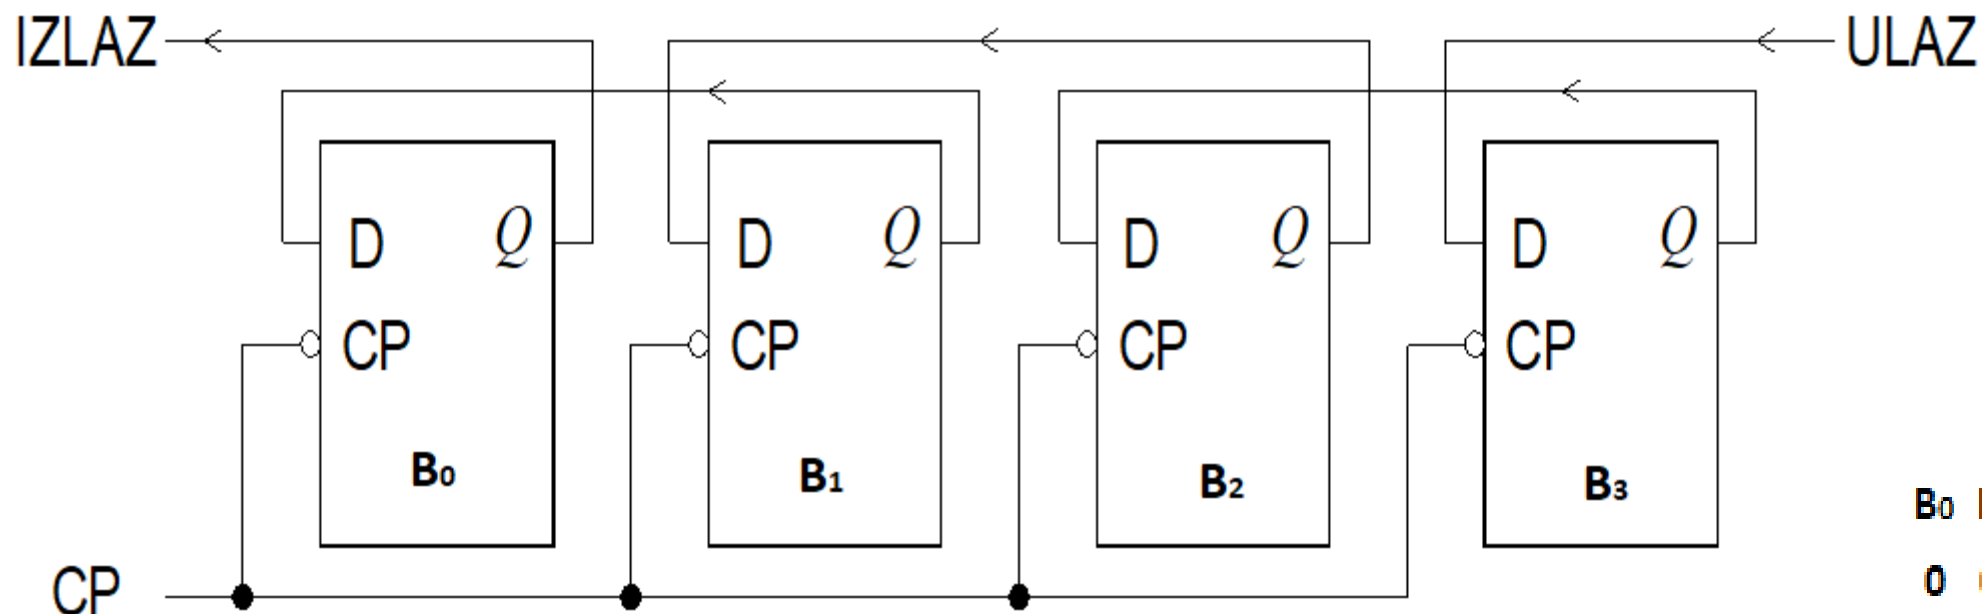 IZLAZ ULAZ
D Q D Q D Q D Q
CP CP CP CP
B₀ B₁ B₂ B₃
B₀
0
CP